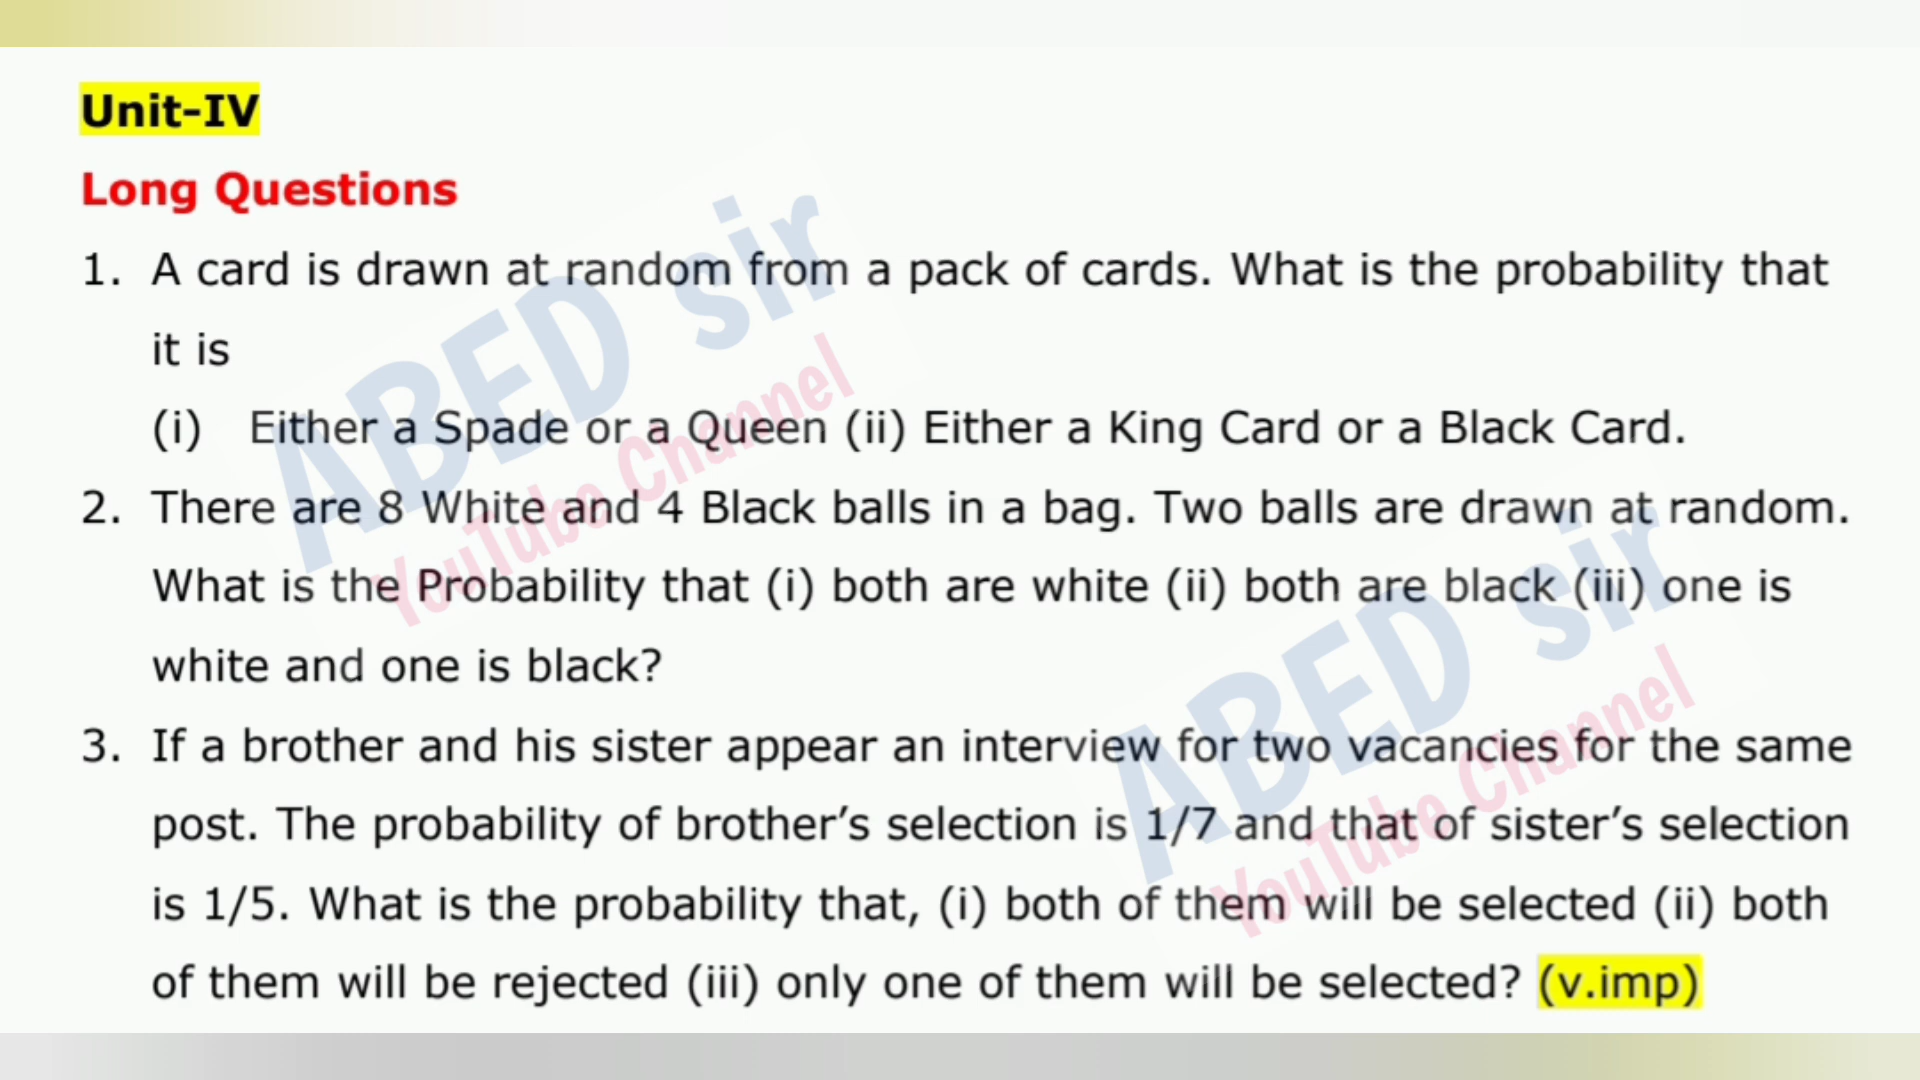 Unit-IV
Long Questions
1. A card is drawn at random from a pack of cards. What is the probability that
it is
(i) Either a Spade or a Queen (ii) Either a King Card or a Black Card.
2. There are 8 White and 4 Black balls in a bag. Two balls are drawn at random.
What is the Probability that (i) both are white (ii) both are black (iii) one is
white and one is black?
3. If a brother and his sister appear an interview for two vacancies for the same
post. The probability of brother’s selection is 1/7 and that of sister’s selection
is 1/5. What is the probability that, (i) both of them will be selected (ii) both
of them will be rejected (iii) only one of them will be selected? (v.imp)
ABED sir
YouTube Channel
ABED sir
YouTube Channel